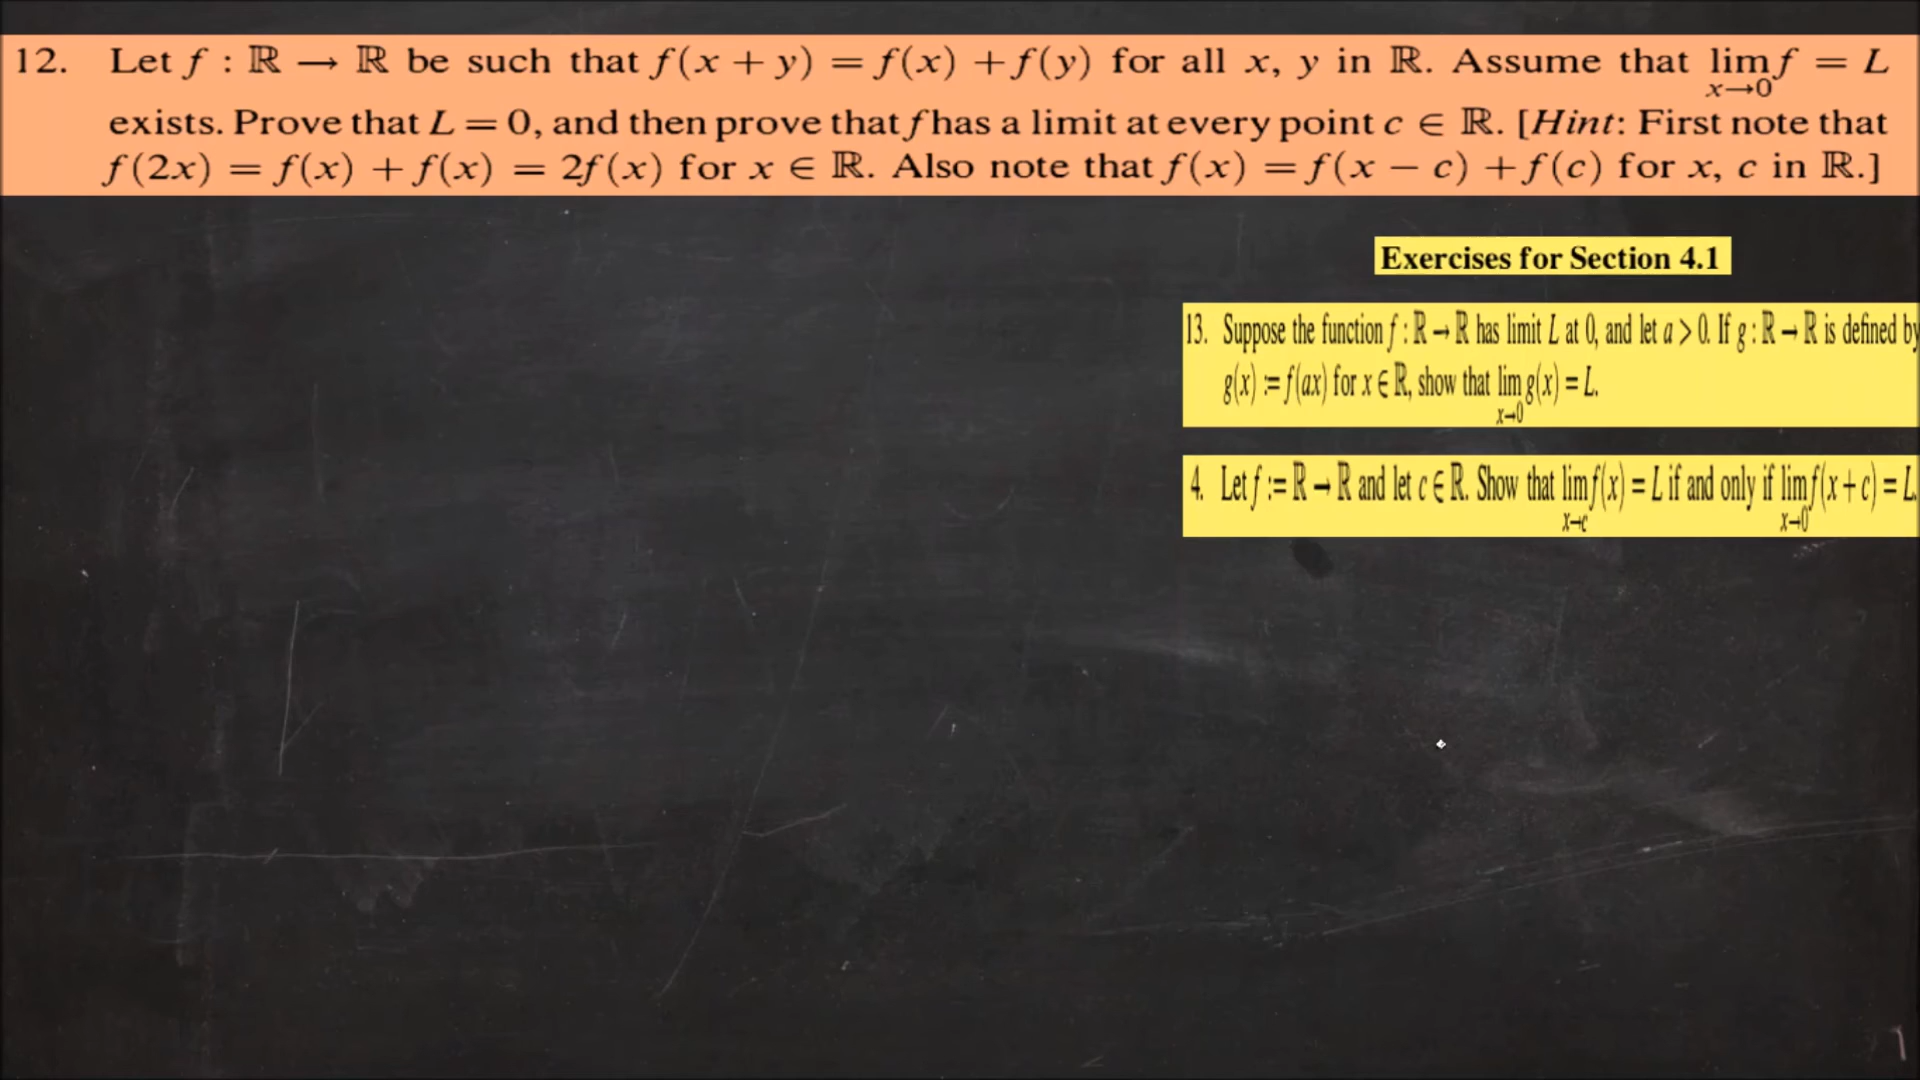 12. Let f : ℝ → ℝ be such that f(x + y) = f(x) + f(y) for all x, y in ℝ. Assume that lim f = L
x→0
exists. Prove that L = 0, and then prove that f has a limit at every point c ∈ ℝ. [Hint: First note that
f(2x) = f(x) + f(x) = 2f(x) for x ∈ ℝ. Also note that f(x) = f(x − c) + f(c) for x, c in ℝ.]
Exercises for Section 4.1
13. Suppose the function f : ℝ → ℝ has limit L at 0, and let a > 0. If g : ℝ → ℝ is defined by
g(x) := f(ax) for x ∈ ℝ, show that lim g(x) = L.
x→0
4. Let f := ℝ → ℝ and let c ∈ ℝ. Show that lim f(x) = L if and only if lim f(x + c) = L.
x→c x→0